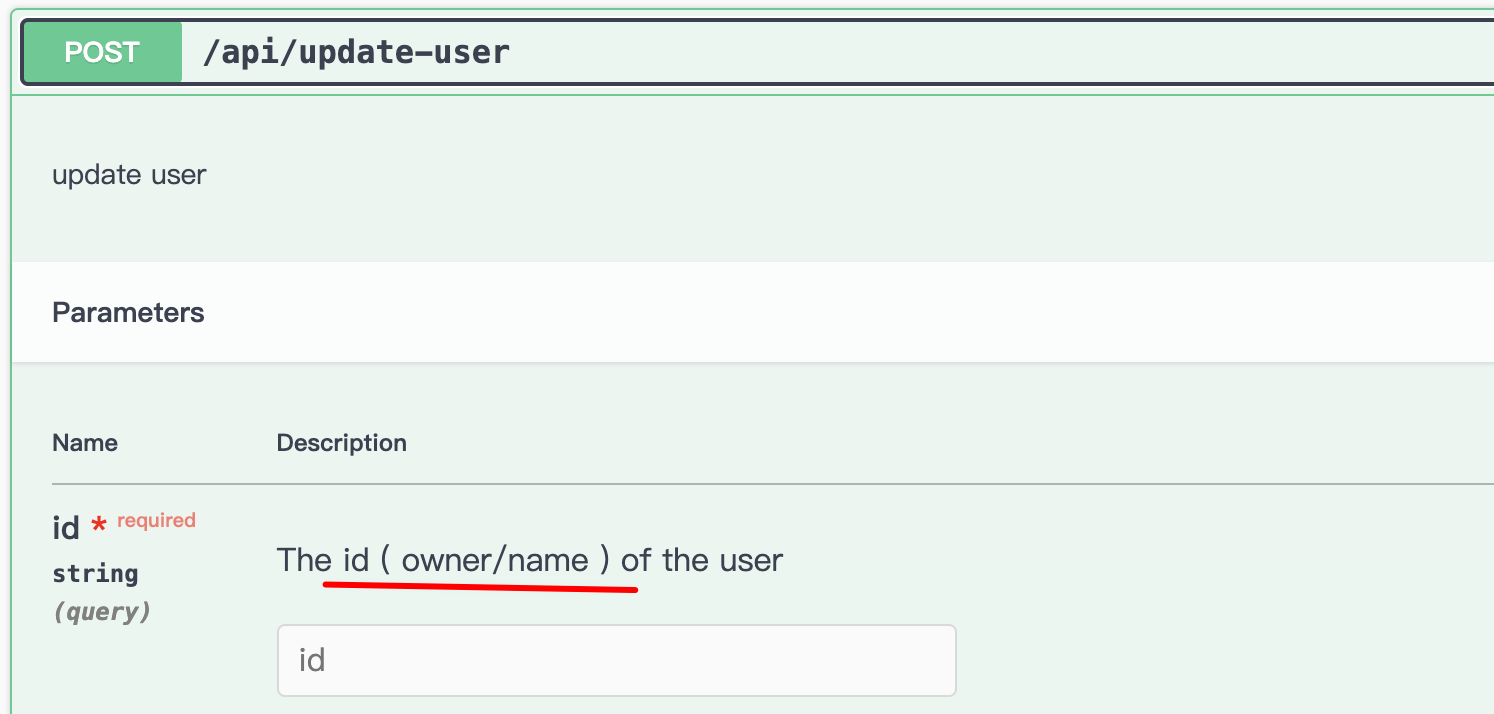 POST /api/update-user
update user
Parameters
Name Description
id * required
The id ( owner/name ) of the user
string
(query)
id